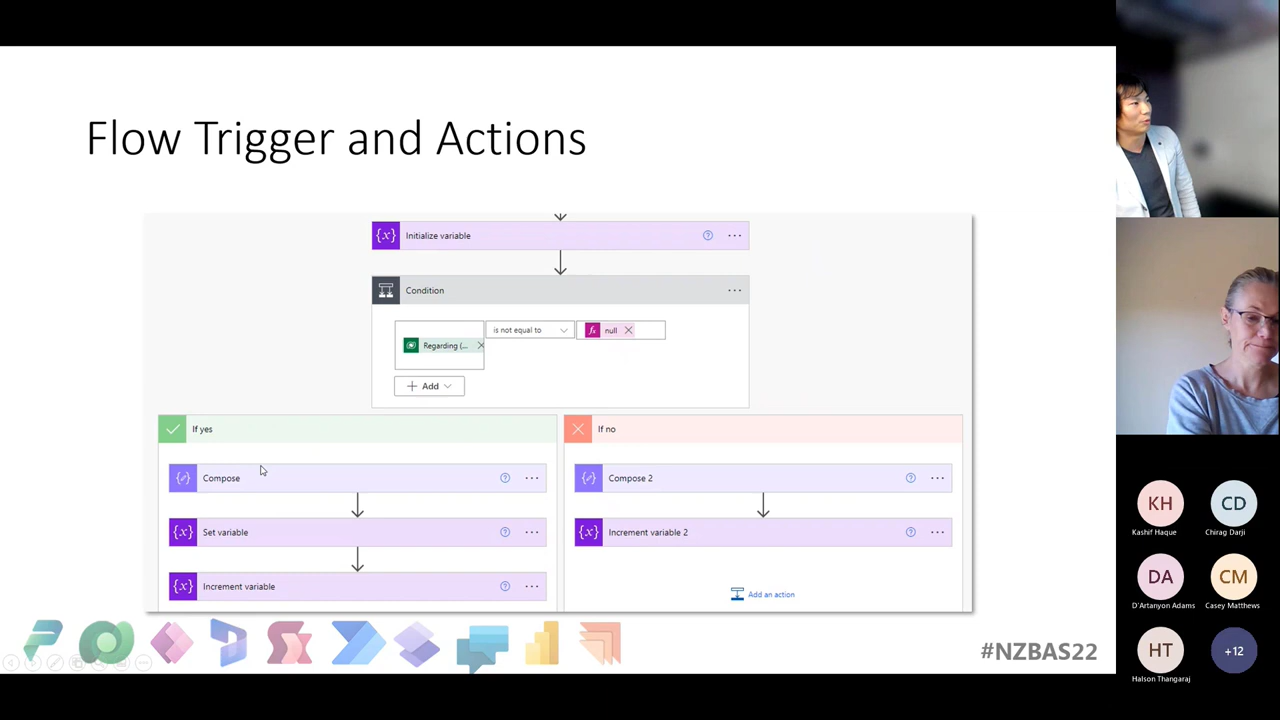 Flow Trigger and Actions
{x} Initialize variable
Condition
is not equal to
fx null
Regarding (...
+ Add
If yes
If no
Compose
Compose 2
{x} Set variable
{x} Increment variable 2
{x} Increment variable
Add an action
#NZBAS22
KH
CD
Kashif Haque
Chirag Darji
DA
CM
D'Artanyon Adams
Casey Matthews
HT
+12
Halson Thangaraj